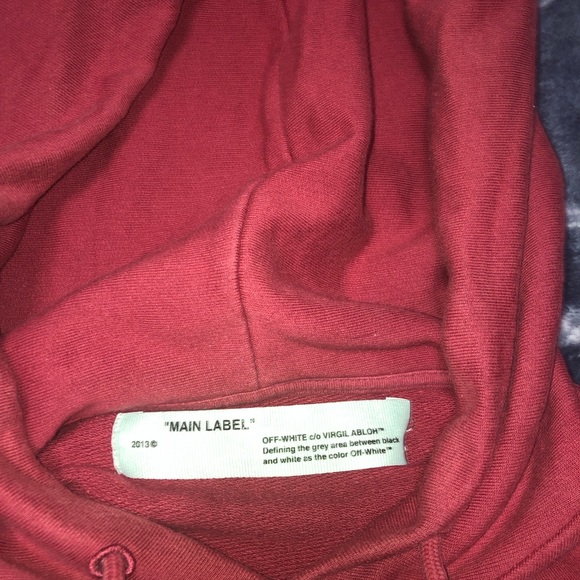 "MAIN LABEL"
2013©
OFF-WHITE c/o VIRGIL ABLOH™
Defining the grey area between black
and white as the color Off-White™